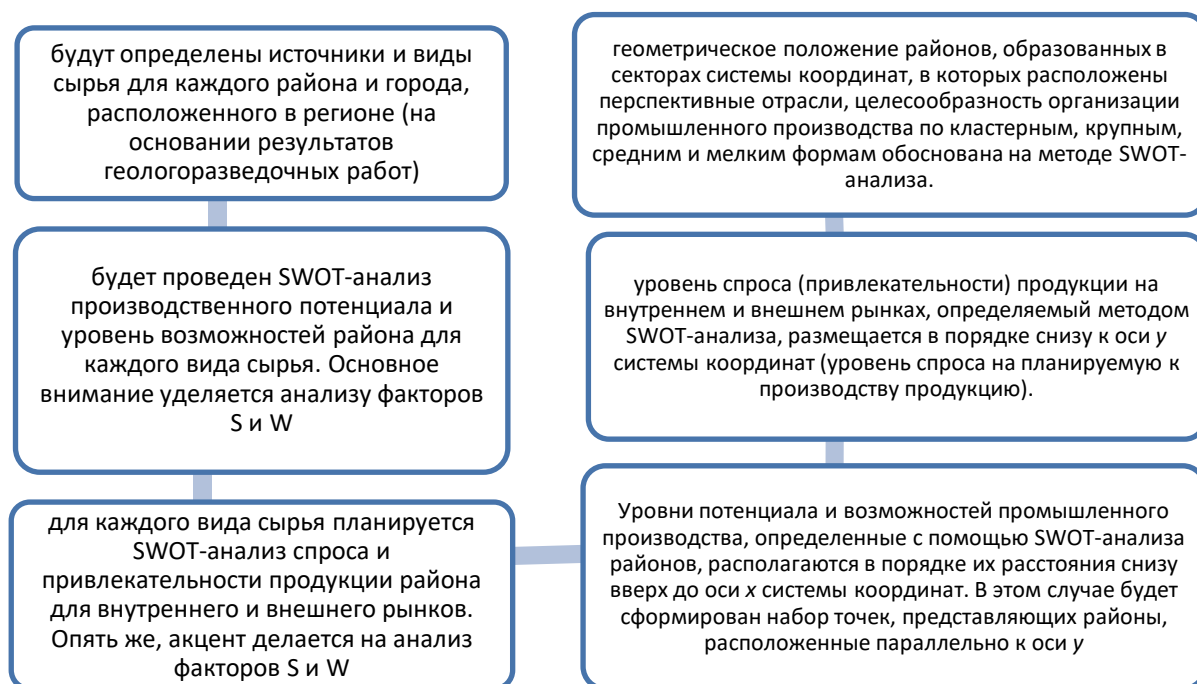 будут определены источники и виды
сырья для каждого района и города,
расположенного в регионе (на
основании результатов
геологоразведочных работ)
будет проведен SWOT-анализ
производственного потенциала и
уровень возможностей района для
каждого вида сырья. Основное
внимание уделяется анализу факторов
S и W
для каждого вида сырья планируется
SWOT-анализ спроса и
привлекательности продукции района
для внутреннего и внешнего рынков.
Опять же, акцент делается на анализ
факторов S и W
Уровни потенциала и возможностей промышленного
производства, определенные с помощью SWOT-анализа
районов, располагаются в порядке их расстояния снизу
вверх до оси x системы координат. В этом случае будет
сформирован набор точек, представляющих районы,
расположенные параллельно к оси y
уровень спроса (привлекательности) продукции на
внутреннем и внешнем рынках, определяемый методом
SWOT-анализа, размещается в порядке снизу к оси y
системы координат (уровень спроса на планируемую к
производству продукцию).
геометрическое положение районов, образованных в
секторах системы координат, в которых расположены
перспективные отрасли, целесообразность организации
промышленного производства по кластерным, крупным,
средним и мелким формам обоснована на методе SWOT-
анализа.